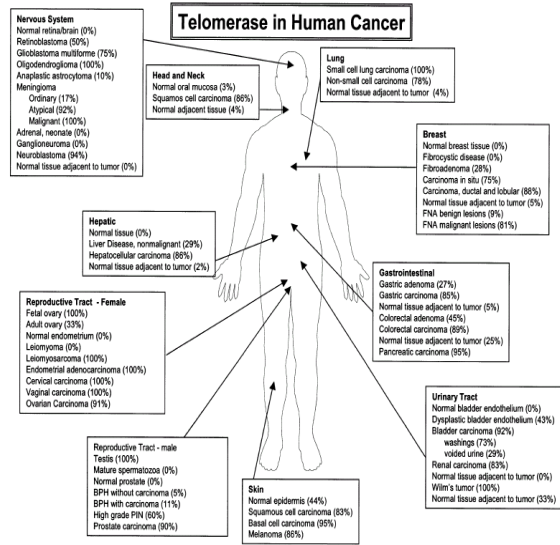 Telomerase in Human Cancer
Nervous System
Normal retina/brain (0%)
Retinoblastoma (50%)
Glioblastoma multiforme (75%)
Oligodendroglioma (100%)
Anaplastic astrocytoma (10%)
Meningioma
Ordinary (17%)
Atypical (92%)
Malignant (100%)
Adrenal, neonate (0%)
Ganglioneuroma (0%)
Neuroblastoma (94%)
Normal tissue adjacent to tumor (0%)
Head and Neck
Normal oral mucosa (3%)
Squamos cell carcinoma (86%)
Normal adjacent tissue (4%)
Lung
Small cell lung carcinoma (100%)
Non-small cell carcinoma (78%)
Normal tissue adjacent to tumor (4%)
Breast
Normal breast tissue (0%)
Fibrocystic disease (0%)
Fibroadenoma (28%)
Carcinoma in situ (75%)
Carcinoma, ductal and lobular (88%)
Normal tissue adjacent to tumor (5%)
FNA benign lesions (9%)
FNA malignant lesions (81%)
Hepatic
Normal tissue (0%)
Liver Disease, nonmalignant (29%)
Hepatocellular carcinoma (86%)
Normal tissue adjacent to tumor (2%)
Gastrointestinal
Gastric adenoma (27%)
Gastric carcinoma (85%)
Normal tissue adjacent to tumor (5%)
Colorectal adenoma (45%)
Colorectal carcinoma (89%)
Normal tissue adjacent to tumor (25%)
Pancreatic carcinoma (95%)
Reproductive Tract - Female
Fetal ovary (100%)
Adult ovary (33%)
Normal endometrium (0%)
Leiomyoma (0%)
Leiomyosarcoma (100%)
Endometrial adenocarcinoma (100%)
Cervical carcinoma (100%)
Vaginal carcinoma (100%)
Ovarian Carcinoma (91%)
Urinary Tract
Normal bladder endothelium (0%)
Dysplastic bladder endothelium (43%)
Bladder carcinoma (92%)
washings (73%)
voided urine (29%)
Renal carcinoma (83%)
Normal tissue adjacent to tumor (0%)
Wilm's tumor (100%)
Normal tissue adjacent to tumor (33%)
Reproductive Tract - male
Testis (100%)
Mature spermatozoa (0%)
Normal prostate (0%)
BPH without carcinoma (5%)
BPH with carcinoma (11%)
High grade PIN (60%)
Prostate carcinoma (90%)
Skin
Normal epidermis (44%)
Squamous cell carcinoma (83%)
Basal cell carcinoma (95%)
Melanoma (86%)